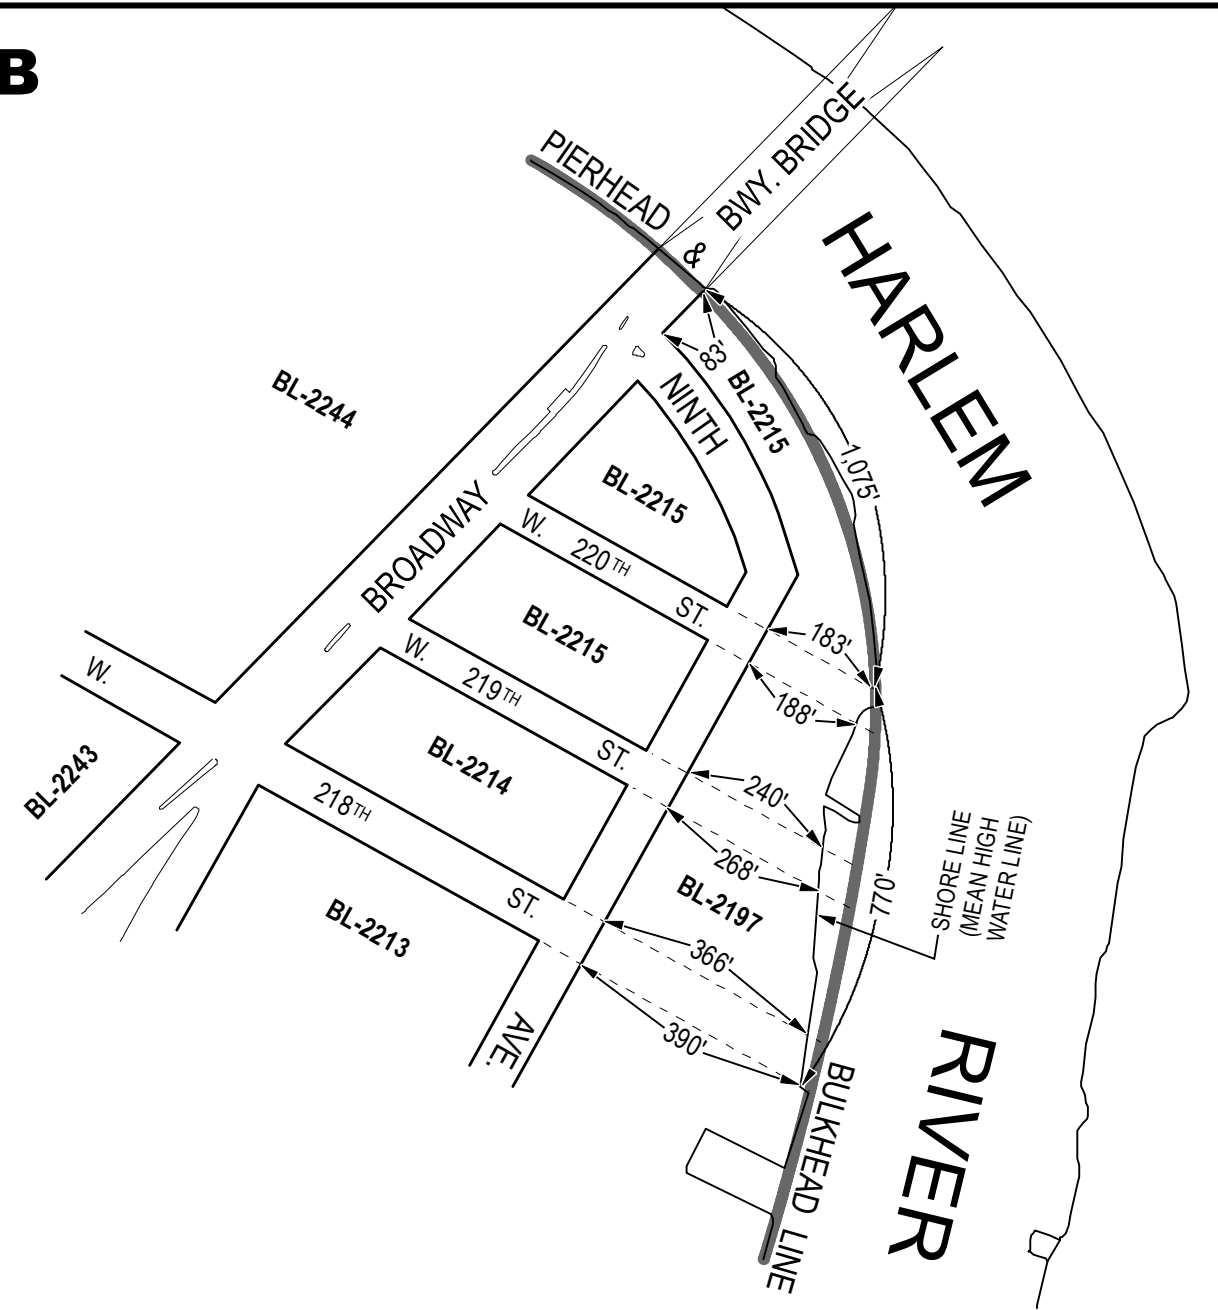 B
PIERHEAD
&
BWY. BRIDGE
HARLEM
BL-2244
83'
BL-2215
NINTH
1,075'
BL-2215
BROADWAY
W. 220TH ST.
BL-2215
183'
W.
W. 219TH ST.
188'
BL-2243
BL-2214
240'
218TH ST.
268'
BL-2197
770'
SHORE LINE
(MEAN HIGH
WATER LINE)
BL-2213
366'
390'
AVE.
BULKHEAD LINE
RIVER